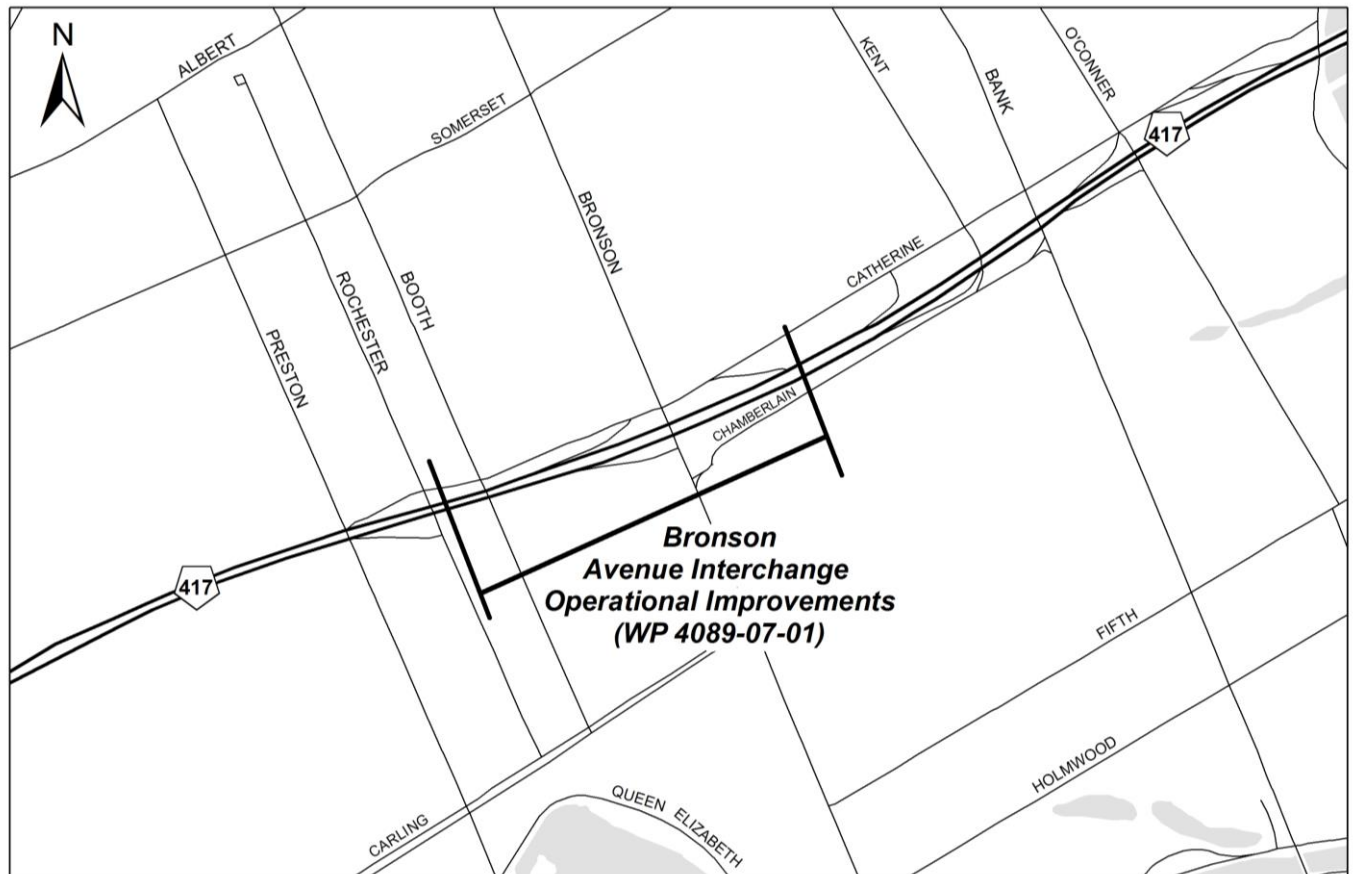 N
ALBERT
SOMERSET
KENT
BANK
O'CONNER
417
BRONSON
CATHERINE
ROCHESTER
BOOTH
PRESTON
CHAMBERLAIN
417
Bronson
Avenue Interchange
Operational Improvements
(WP 4089-07-01)
FIFTH
HOLMWOOD
QUEEN ELIZABETH
CARLING